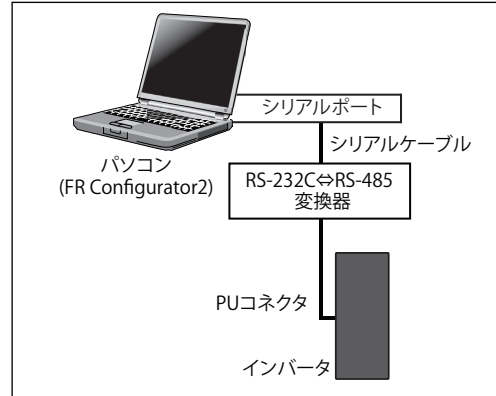 シリアルポート
シリアルケーブル
パソコン
(FR Configurator2)
RS-232C⇔RS-485
変換器
PUコネクタ
インバータ